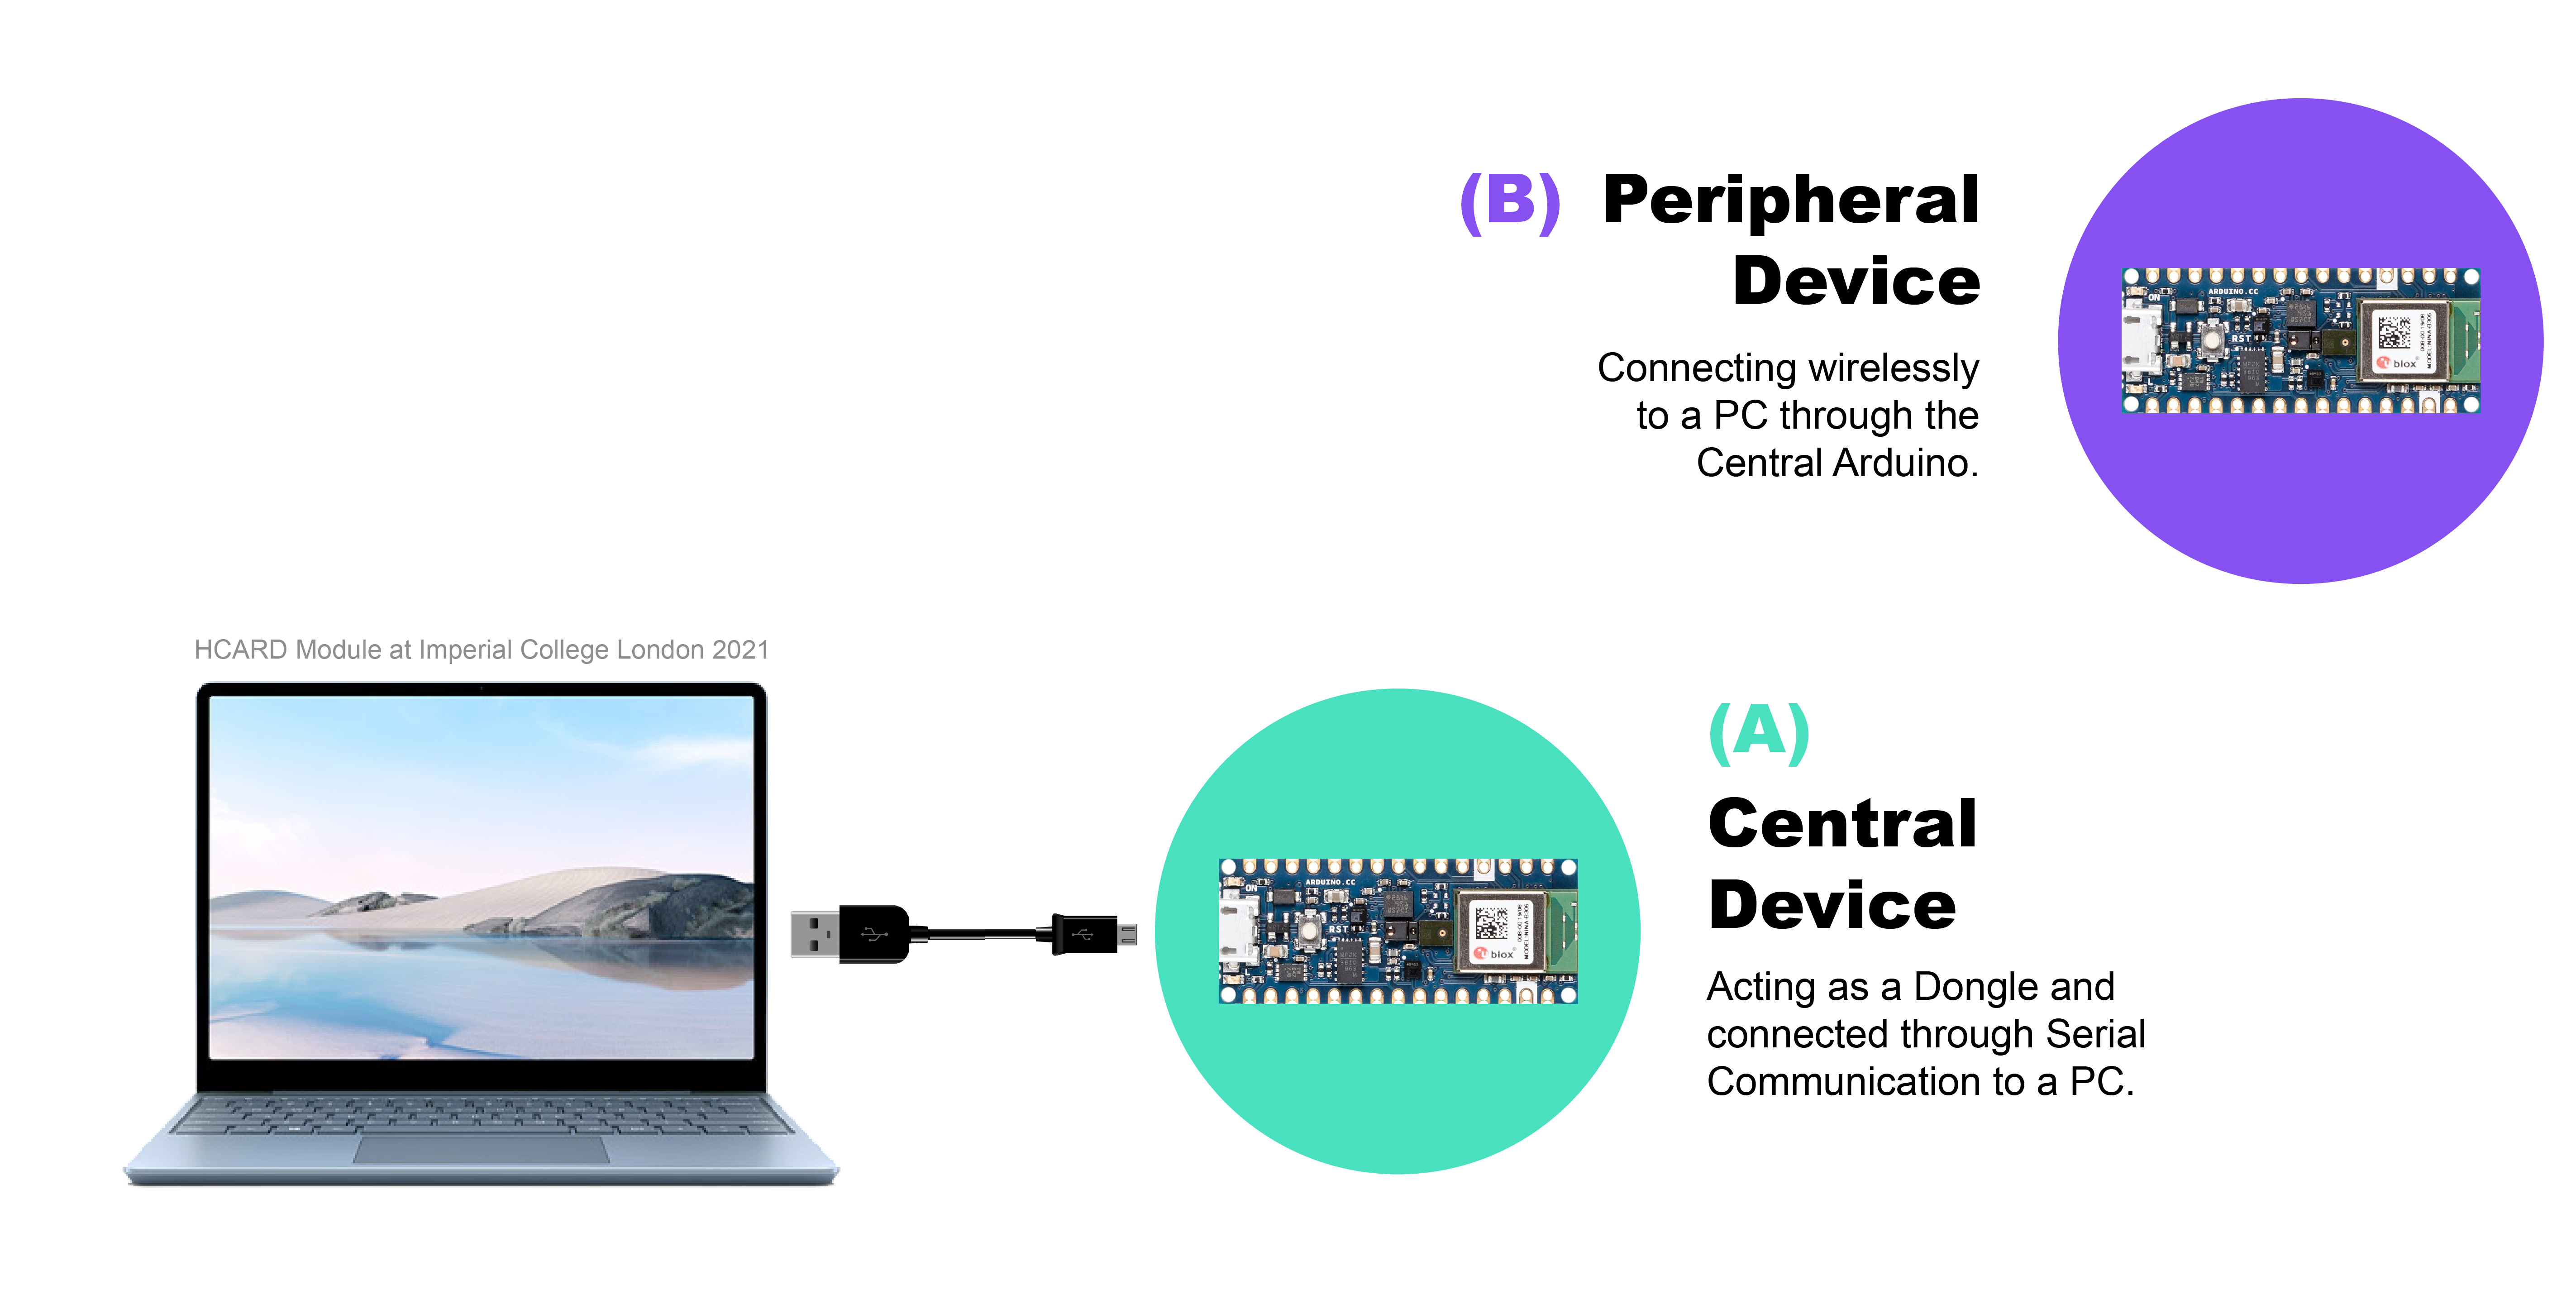 (B) Peripheral
Device
Connecting wirelessly
to a PC through the
Central Arduino.
ARDUINO.CC
ON
RST
blox
HCARD Module at Imperial College London 2021
(A)
Central
Device
Acting as a Dongle and
connected through Serial
Communication to a PC.
ARDUINO.CC
ON
RST
blox